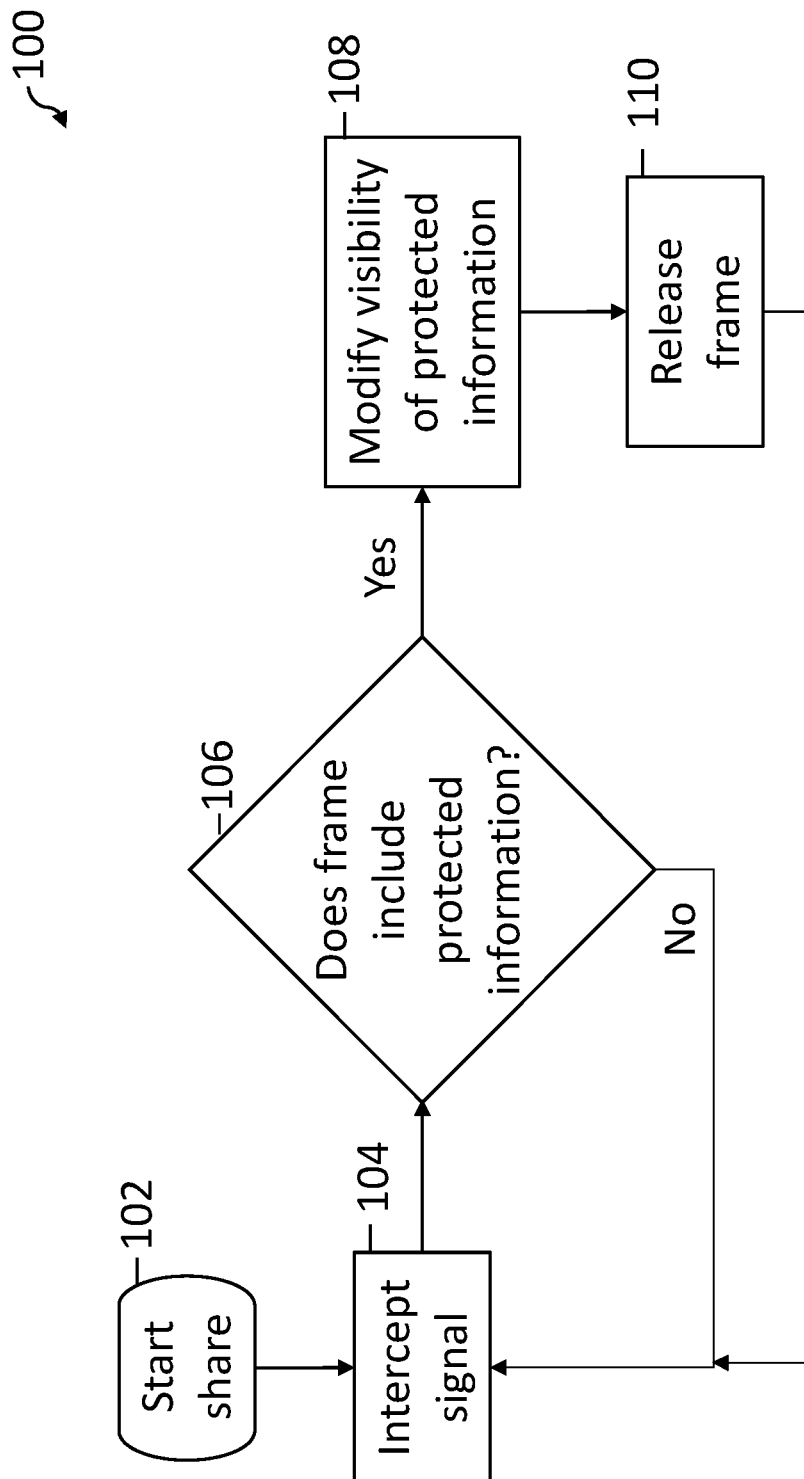 100
102
Start
share
104
Intercept
signal
106
Does frame
include
protected
information?
Yes
No
108
Modify visibility
of protected
information
110
Release
frame